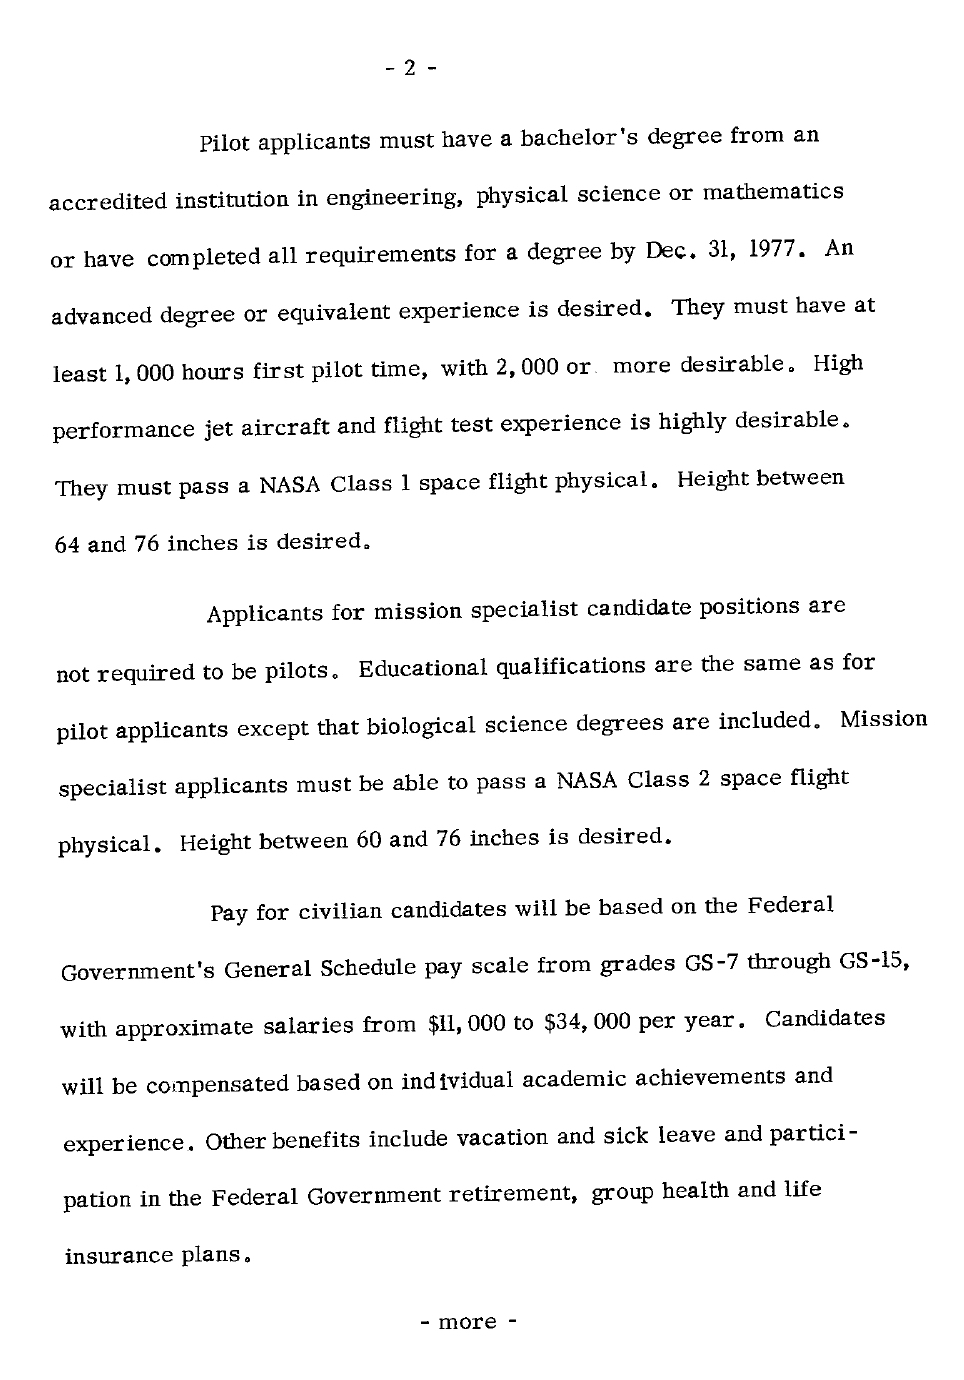 - 2 -
Pilot applicants must have a bachelor's degree from an
accredited institution in engineering, physical science or mathematics
or have completed all requirements for a degree by Dec. 31, 1977. An
advanced degree or equivalent experience is desired. They must have at
least 1,000 hours first pilot time, with 2,000 or more desirable. High
performance jet aircraft and flight test experience is highly desirable.
They must pass a NASA Class 1 space flight physical. Height between
64 and 76 inches is desired.
Applicants for mission specialist candidate positions are
not required to be pilots. Educational qualifications are the same as for
pilot applicants except that biological science degrees are included. Mission
specialist applicants must be able to pass a NASA Class 2 space flight
physical. Height between 60 and 76 inches is desired.
Pay for civilian candidates will be based on the Federal
Government's General Schedule pay scale from grades GS-7 through GS-15,
with approximate salaries from $11,000 to $34,000 per year. Candidates
will be compensated based on individual academic achievements and
experience. Other benefits include vacation and sick leave and partici-
pation in the Federal Government retirement, group health and life
insurance plans.
- more -